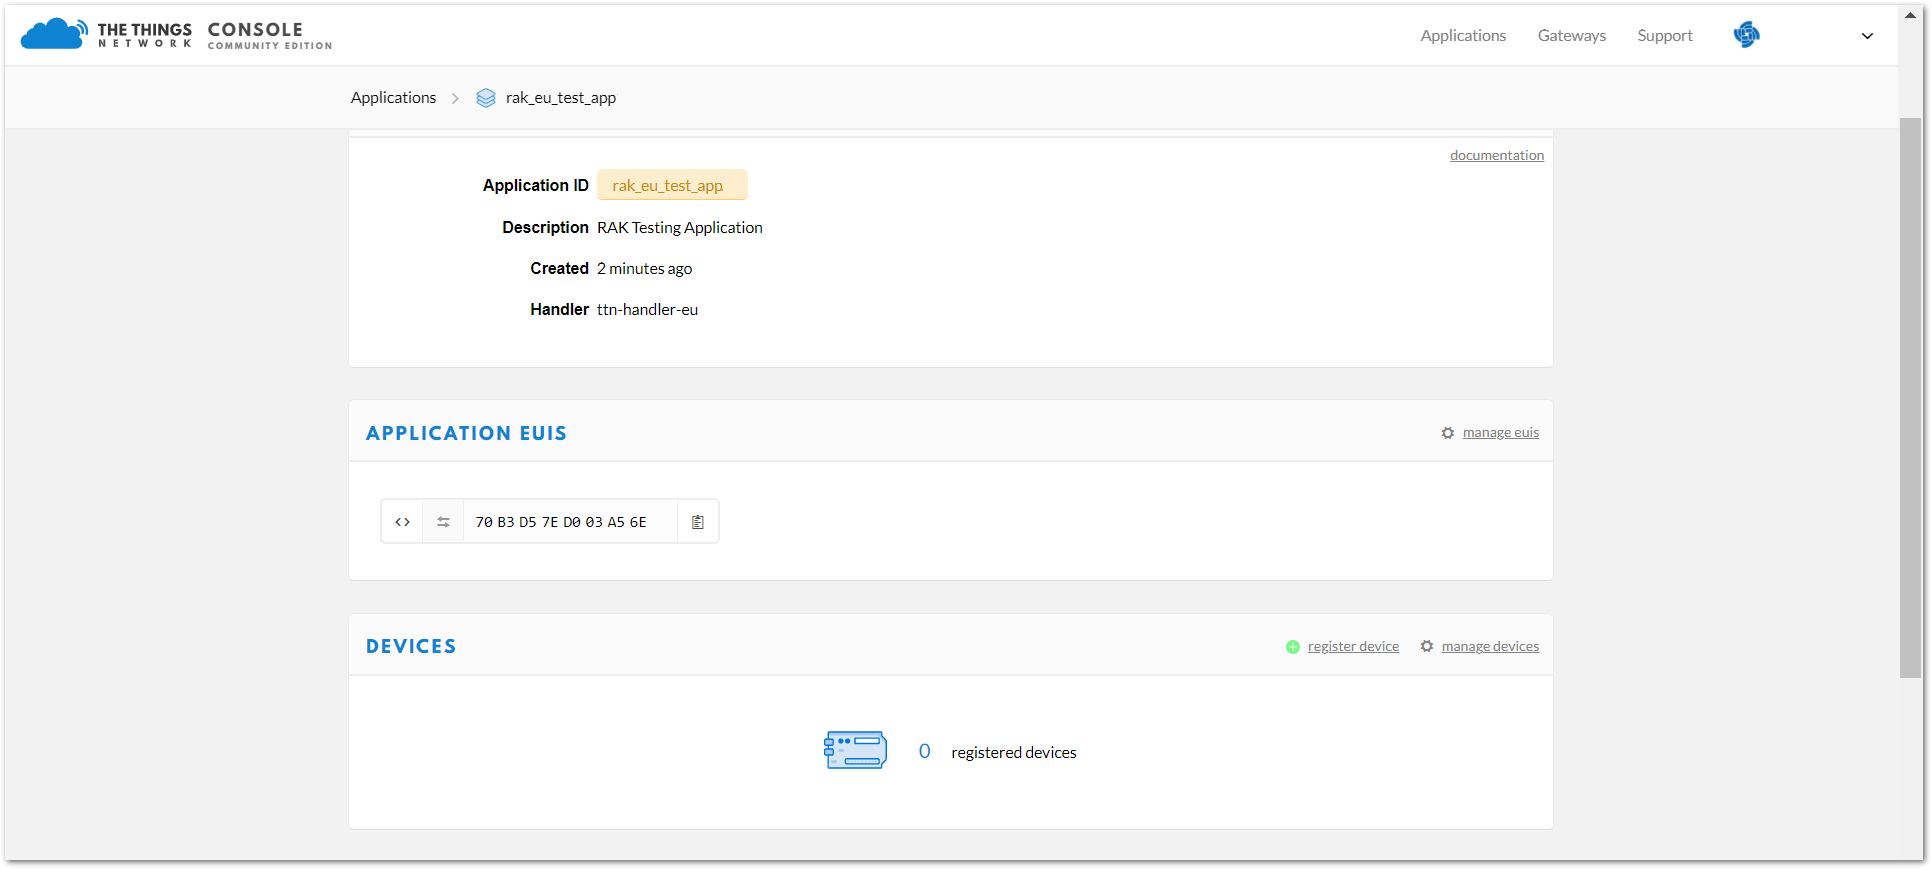 THE THINGS NETWORK CONSOLE COMMUNITY EDITION
Applications Gateways Support
Applications > rak_eu_test_app
documentation
Application ID rak_eu_test_app
Description RAK Testing Application
Created 2 minutes ago
Handler ttn-handler-eu
APPLICATION EUIS manage euis
<> 70 B3 D5 7E D0 03 A5 6E
DEVICES register device manage devices
0 registered devices